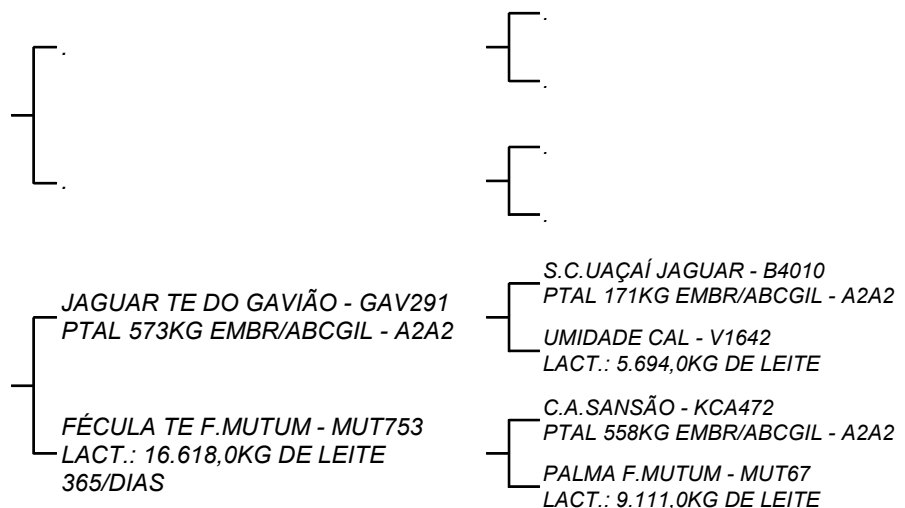 .
.
.
.
.
.
JAGUAR TE DO GAVIÃO - GAV291
PTAL 573KG EMBR/ABCGIL - A2A2
FÉCULA TE F.MUTUM - MUT753
LACT.: 16.618,0KG DE LEITE
365/DIAS
S.C.UAÇAÍ JAGUAR - B4010
PTAL 171KG EMBR/ABCGIL - A2A2
UMIDADE CAL - V1642
LACT.: 5.694,0KG DE LEITE
C.A.SANSÃO - KCA472
PTAL 558KG EMBR/ABCGIL - A2A2
PALMA F.MUTUM - MUT67
LACT.: 9.111,0KG DE LEITE